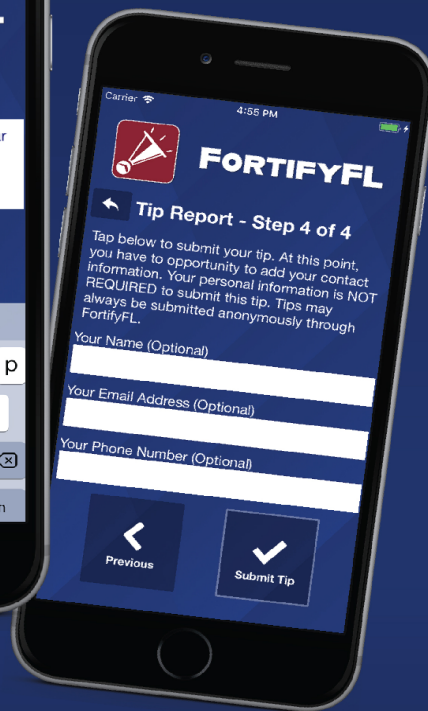 r
p
n
Carrier
4:55 PM
FORTIFYFL
Tip Report - Step 4 of 4
Tap below to submit your tip. At this point,
you have to opportunity to add your contact
information. Your personal information is NOT
REQUIRED to submit this tip. Tips may
always be submitted anonymously through
FortifyFL.
Your Name (Optional)
Your Email Address (Optional)
Your Phone Number (Optional)
Previous
Submit Tip